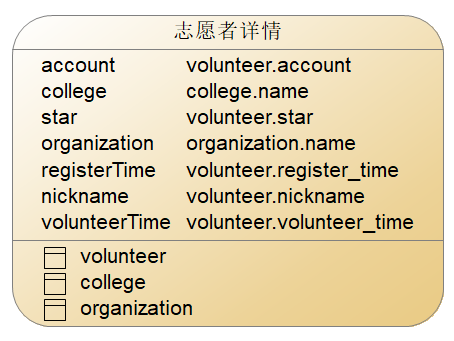 志愿者详情
account volunteer.account
college college.name
star volunteer.star
organization organization.name
registerTime volunteer.register_time
nickname volunteer.nickname
volunteerTime volunteer.volunteer_time
volunteer
college
organization